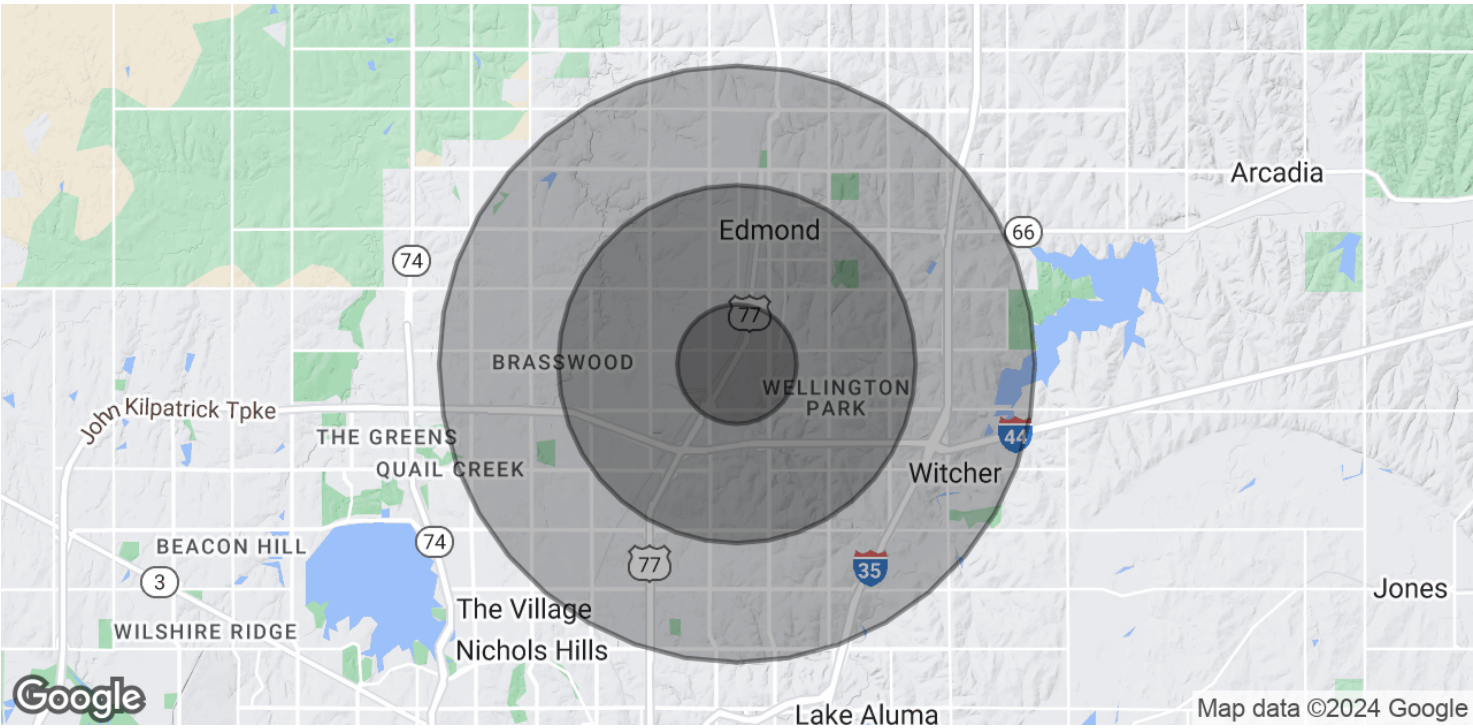 Arcadia
Edmond
66
74
77
BRASSWOOD
WELLINGTON
PARK
John Kilpatrick Tpke
THE GREENS
44
QUAIL CREEK
Witcher
74
BEACON HILL
77
35
3
Jones
The Village
WILSHIRE RIDGE
Nichols Hills
Google
Map data ©2024 Google
Lake Aluma